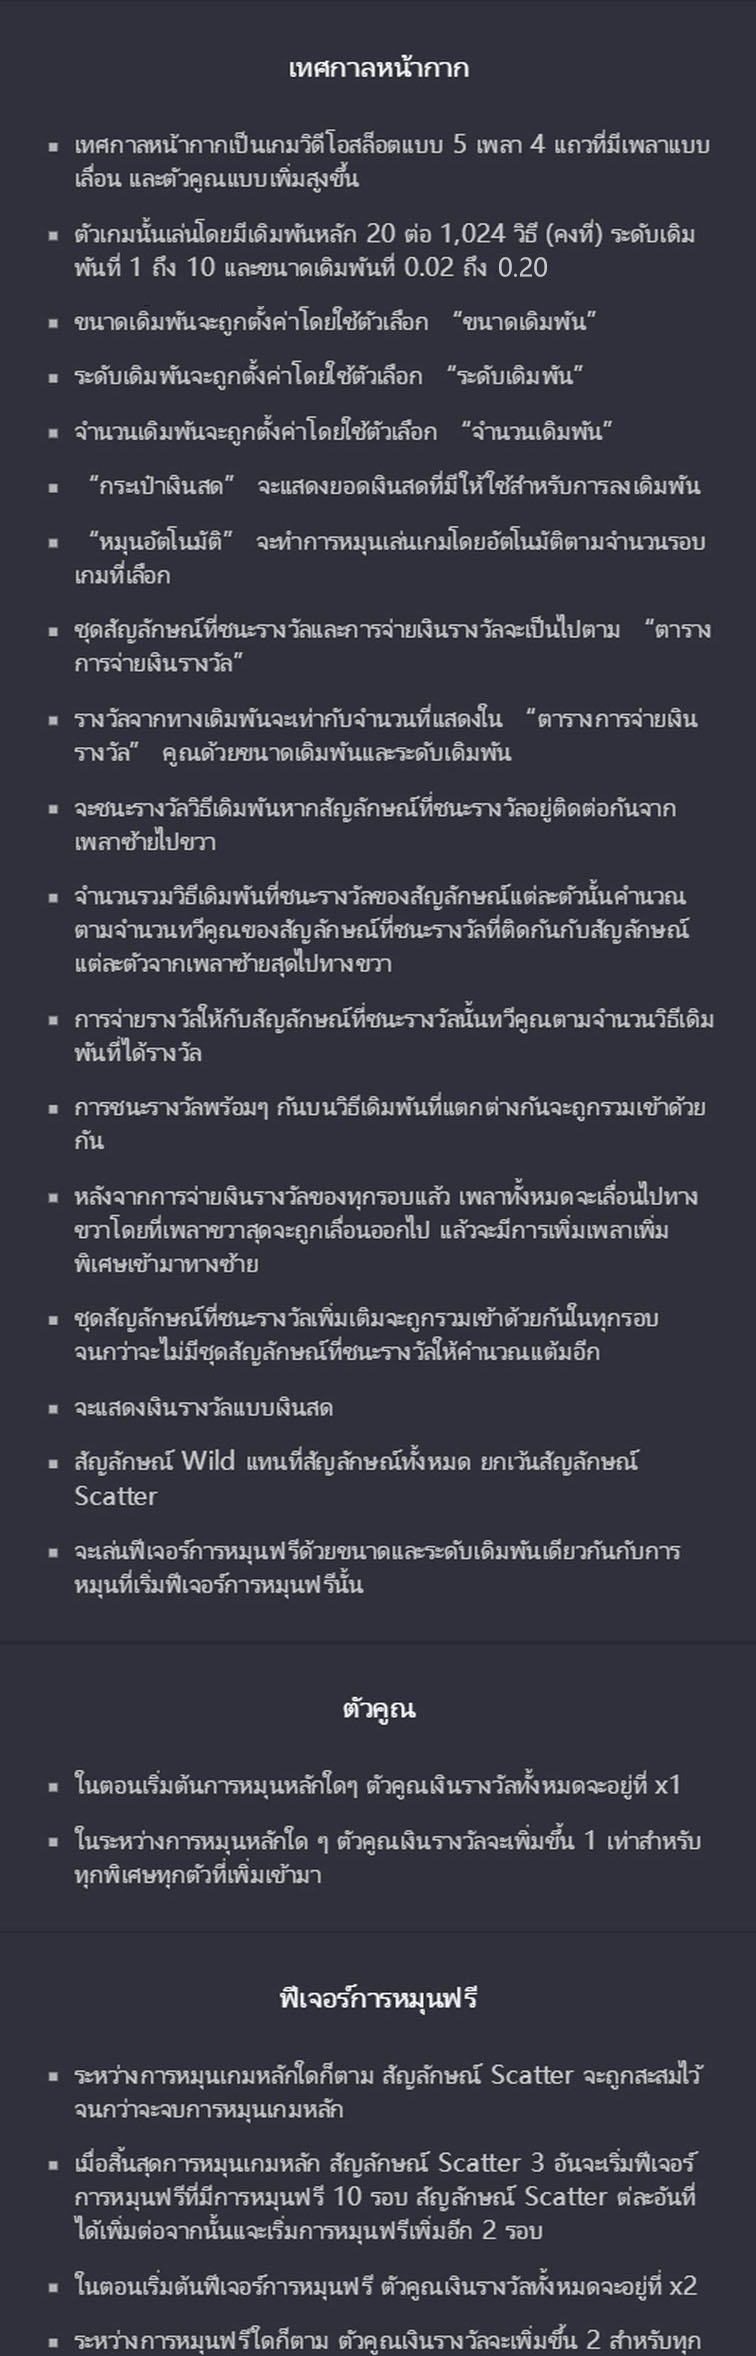 เทศกาลหน้ากาก
▪ เทศกาลหน้ากากเป็นเกมวิดีโอสล็อตแบบ 5 เพลา 4 แถวที่มีเพลาแบบ
เลื่อน และตัวคูณแบบเพิ่มสูงขึ้น
▪ ตัวเกมนั้นเล่นโดยมีเดิมพันหลัก 20 ต่อ 1,024 วิธี (คงที่) ระดับเดิม
พันที่ 1 ถึง 10 และขนาดเดิมพันที่ 0.02 ถึง 0.20
▪ ขนาดเดิมพันจะถูกตั้งค่าโดยใช้ตัวเลือก “ขนาดเดิมพัน”
▪ ระดับเดิมพันจะถูกตั้งค่าโดยใช้ตัวเลือก “ระดับเดิมพัน”
▪ จำนวนเดิมพันจะถูกตั้งค่าโดยใช้ตัวเลือก “จำนวนเดิมพัน”
▪ “กระเป๋าเงินสด” จะแสดงยอดเงินสดที่มีให้ใช้สำหรับการลงเดิมพัน
▪ “หมุนอัตโนมัติ” จะทำการหมุนเล่นเกมโดยอัตโนมัติตามจำนวนรอบ
เกมที่เลือก
▪ ชุดสัญลักษณ์ที่ชนะรางวัลและการจ่ายเงินรางวัลจะเป็นไปตาม “ตาราง
การจ่ายเงินรางวัล”
▪ รางวัลจากทางเดิมพันจะเท่ากับจำนวนที่แสดงใน “ตารางการจ่ายเงิน
รางวัล” คูณด้วยขนาดเดิมพันและระดับเดิมพัน
▪ จะชนะรางวัลวิธีเดิมพันหากสัญลักษณ์ที่ชนะรางวัลอยู่ติดต่อกันจาก
เพลาซ้ายไปขวา
▪ จำนวนรวมวิธีเดิมพันที่ชนะรางวัลของสัญลักษณ์แต่ละตัวนั้นคำนวณ
ตามจำนวนทวีคูณของสัญลักษณ์ที่ชนะรางวัลที่ติดกันกับสัญลักษณ์
แต่ละตัวจากเพลาซ้ายสุดไปทางขวา
▪ การจ่ายรางวัลให้กับสัญลักษณ์ที่ชนะรางวัลนั้นทวีคูณตามจำนวนวิธีเดิม
พันที่ได้รางวัล
▪ การชนะรางวัลพร้อมๆ กันบนวิธีเดิมพันที่แตกต่างกันจะถูกรวมเข้าด้วย
กัน
▪ หลังจากการจ่ายเงินรางวัลของทุกรอบแล้ว เพลาทั้งหมดจะเลื่อนไปทาง
ขวาโดยที่เพลาขวาสุดจะถูกเลื่อนออกไป แล้วจะมีการเพิ่มเพลาเพิ่ม
พิเศษเข้ามาทางซ้าย
▪ ชุดสัญลักษณ์ที่ชนะรางวัลเพิ่มเติมจะถูกรวมเข้าด้วยกันในทุกรอบ
จนกว่าจะไม่มีชุดสัญลักษณ์ที่ชนะรางวัลให้คำนวณแต้มอีก
▪ จะแสดงเงินรางวัลแบบเงินสด
▪ สัญลักษณ์ Wild แทนที่สัญลักษณ์ทั้งหมด ยกเว้นสัญลักษณ์
Scatter
▪ จะเล่นฟีเจอร์การหมุนฟรีด้วยขนาดและระดับเดิมพันเดียวกันกับการ
หมุนที่เริ่มฟีเจอร์การหมุนฟรีนั้น
ตัวคูณ
▪ ในตอนเริ่มต้นการหมุนหลักใดๆ ตัวคูณเงินรางวัลทั้งหมดจะอยู่ที่ x1
▪ ในระหว่างการหมุนหลักใด ๆ ตัวคูณเงินรางวัลจะเพิ่มขึ้น 1 เท่าสำหรับ
ทุกพิเศษทุกตัวที่เพิ่มเข้ามา
ฟีเจอร์การหมุนฟรี
▪ ระหว่างการหมุนเกมหลักใดก็ตาม สัญลักษณ์ Scatter จะถูกสะสมไว้
จนกว่าจะจบการหมุนเกมหลัก
▪ เมื่อสิ้นสุดการหมุนเกมหลัก สัญลักษณ์ Scatter 3 อันจะเริ่มฟีเจอร์
การหมุนฟรีที่มีการหมุนฟรี 10 รอบ สัญลักษณ์ Scatter ต่ละอันที่
ได้เพิ่มต่อจากนั้นแจะเริ่มการหมุนฟรีเพิ่มอีก 2 รอบ
▪ ในตอนเริ่มต้นฟีเจอร์การหมุนฟรี ตัวคูณเงินรางวัลทั้งหมดจะอยู่ที่ x2
▪ ระหว่างการหมุนฟรีใดก็ตาม ตัวคูณเงินรางวัลจะเพิ่มขึ้น 2 สำหรับทุก